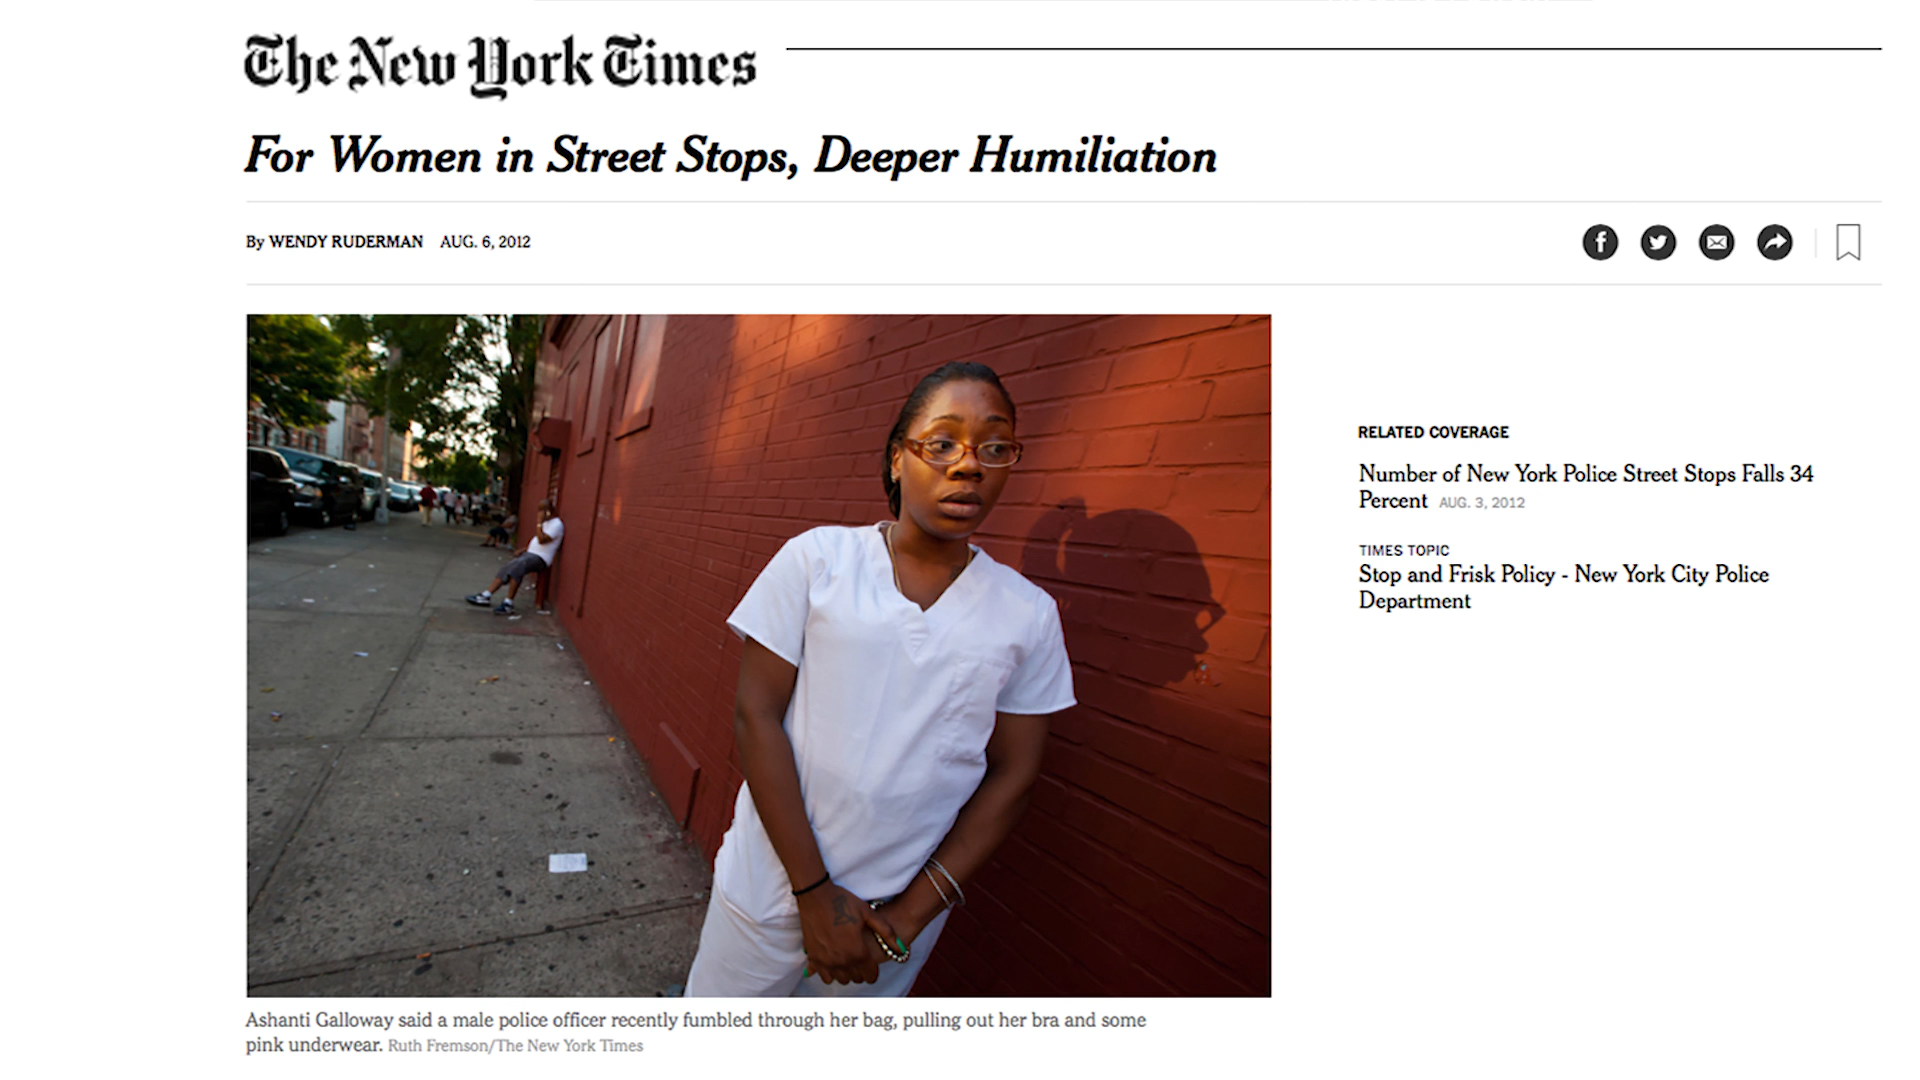 The New York Times
For Women in Street Stops, Deeper Humiliation
By WENDY RUDERMAN AUG. 6, 2012
RELATED COVERAGE
Number of New York Police Street Stops Falls 34
Percent AUG. 3, 2012
TIMES TOPIC
Stop and Frisk Policy - New York City Police
Department
Ashanti Galloway said a male police officer recently fumbled through her bag, pulling out her bra and some
pink underwear. Ruth Fremson/The New York Times